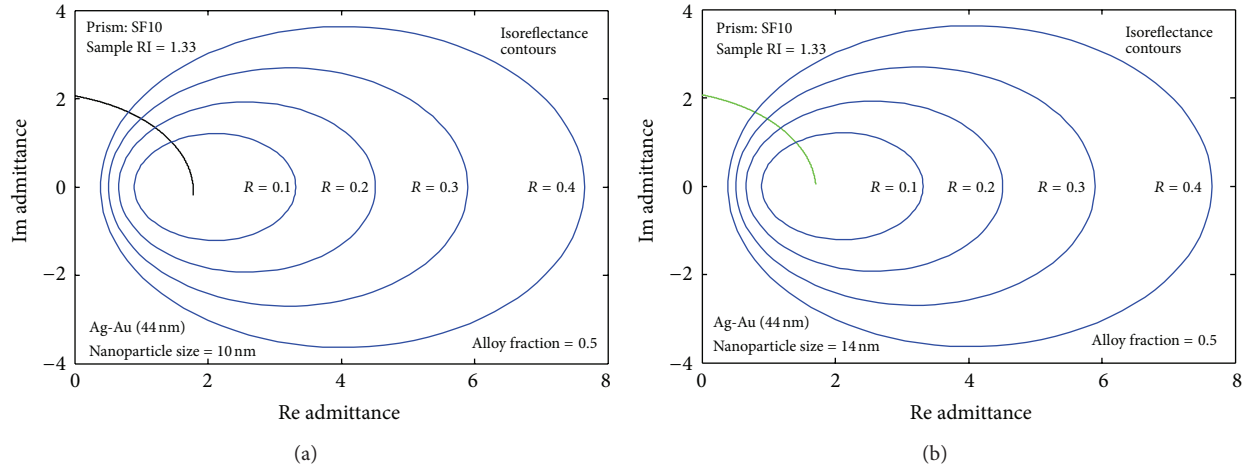 4
2
0
−2
−4
0
2
4
6
8
Im admittance
Re admittance
Prism: SF10
Sample RI = 1.33
Isoreflectance
contours
R = 0.1
R = 0.2
R = 0.3
R = 0.4
Ag-Au (44 nm)
Nanoparticle size = 10 nm
Alloy fraction = 0.5
(a)
4
2
0
−2
−4
0
2
4
6
8
Im admittance
Re admittance
Prism: SF10
Sample RI = 1.33
Isoreflectance
contours
R = 0.1
R = 0.2
R = 0.3
R = 0.4
Ag-Au (44 nm)
Nanoparticle size = 14 nm
Alloy fraction = 0.5
(b)